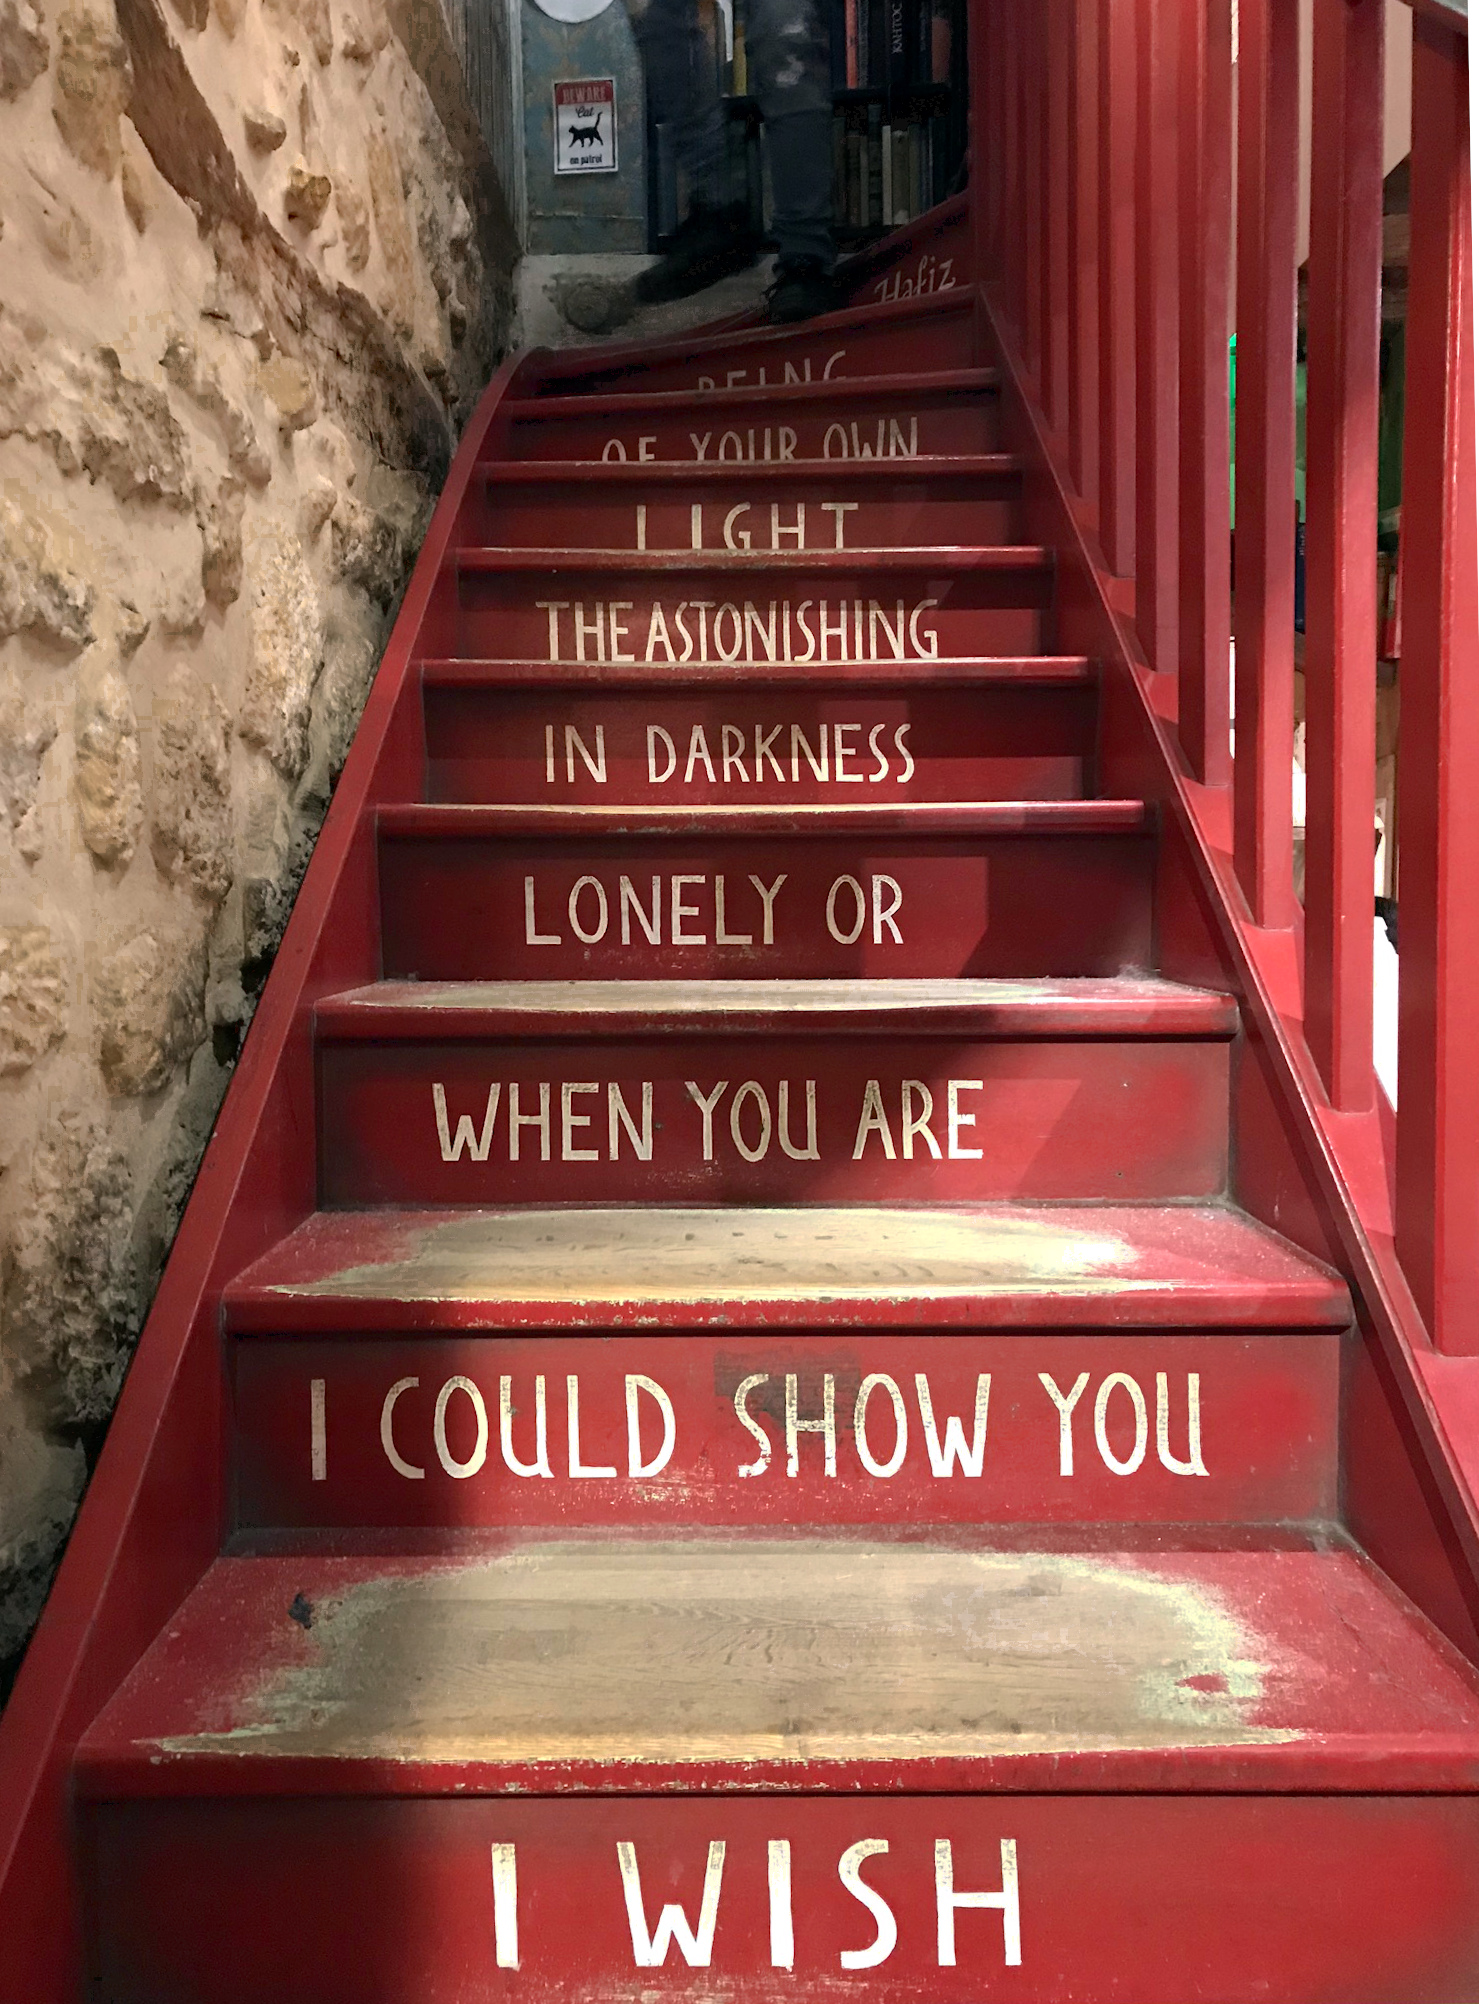 I WISH
I COULD SHOW YOU
WHEN YOU ARE
LONELY OR
IN DARKNESS
THE ASTONISHING
LIGHT
OF YOUR OWN
BEING
Hafiz
BEWARE
Cat
on patrol
КАНТОС